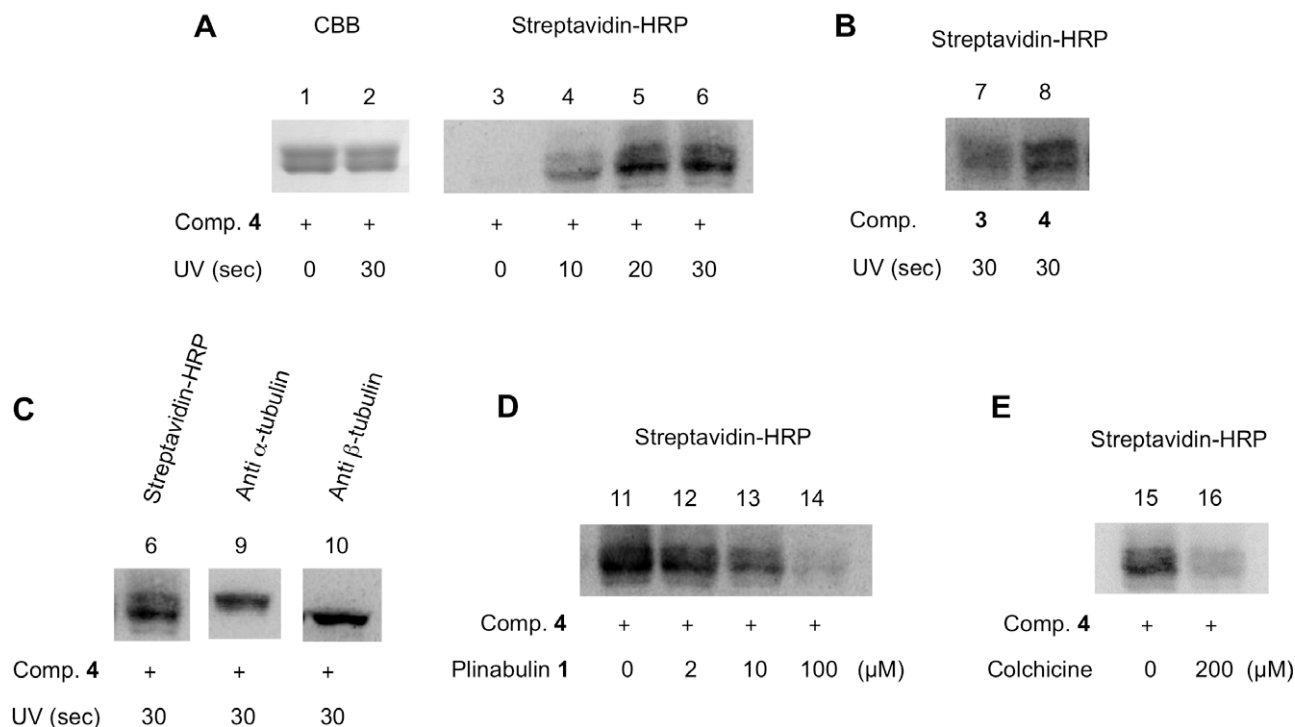 A CBB Streptavidin-HRP
1 2 3 4 5 6
Comp. 4 + + + + + +
UV (sec) 0 30 0 10 20 30
B Streptavidin-HRP
7 8
Comp. 3 4
UV (sec) 30 30
C Streptavidin-HRP Anti α-tubulin Anti β-tubulin
6 9 10
Comp. 4 + + +
UV (sec) 30 30 30
D Streptavidin-HRP
11 12 13 14
Comp. 4 + + + +
Plinabulin 1 0 2 10 100 (μM)
E Streptavidin-HRP
15 16
Comp. 4 + +
Colchicine 0 200 (μM)